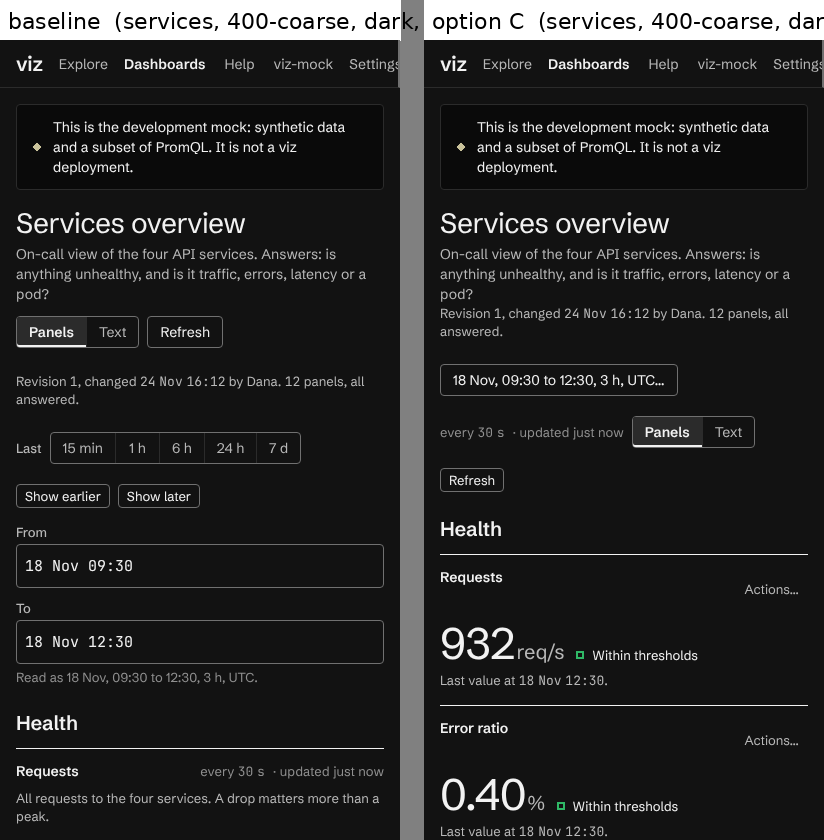 baseline  (services, 400-coarse, dark,
viz Explore Dashboards Help viz-mock Settings
This is the development mock: synthetic data
and a subset of PromQL. It is not a viz
deployment.
Services overview
On-call view of the four API services. Answers: is
anything unhealthy, and is it traffic, errors, latency or a
pod?
Panels Text Refresh
Revision 1, changed 24 Nov 16:12 by Dana. 12 panels, all
answered.
Last 15 min 1 h 6 h 24 h 7 d
Show earlier Show later
From
18 Nov 09:30
To
18 Nov 12:30
Read as 18 Nov, 09:30 to 12:30, 3 h, UTC.
Health
Requests every 30 s · updated just now
All requests to the four services. A drop matters more than a
peak.
option C  (services, 400-coarse, dar
viz Explore Dashboards Help viz-mock Settings
This is the development mock: synthetic data
and a subset of PromQL. It is not a viz
deployment.
Services overview
On-call view of the four API services. Answers: is
anything unhealthy, and is it traffic, errors, latency or a
pod?
Revision 1, changed 24 Nov 16:12 by Dana. 12 panels, all
answered.
18 Nov, 09:30 to 12:30, 3 h, UTC...
every 30 s · updated just now Panels Text
Refresh
Health
Requests
Actions...
932 req/s Within thresholds
Last value at 18 Nov 12:30.
Error ratio
Actions...
0.40 % Within thresholds
Last value at 18 Nov 12:30.